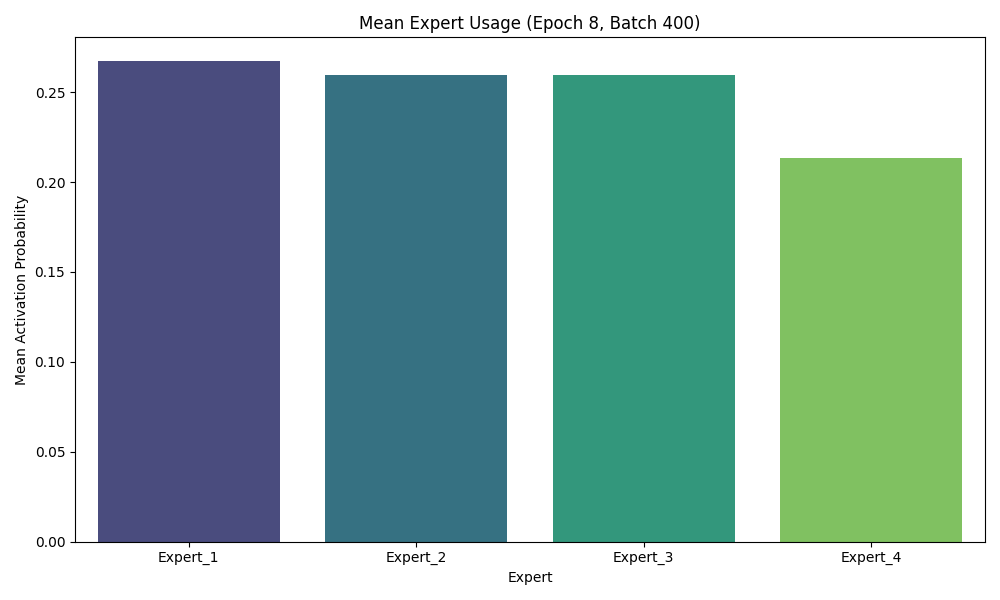 Mean Expert Usage (Epoch 8, Batch 400)
Mean Activation Probability
0.25
0.20
0.15
0.10
0.05
0.00
Expert_1 Expert_2 Expert_3 Expert_4
Expert